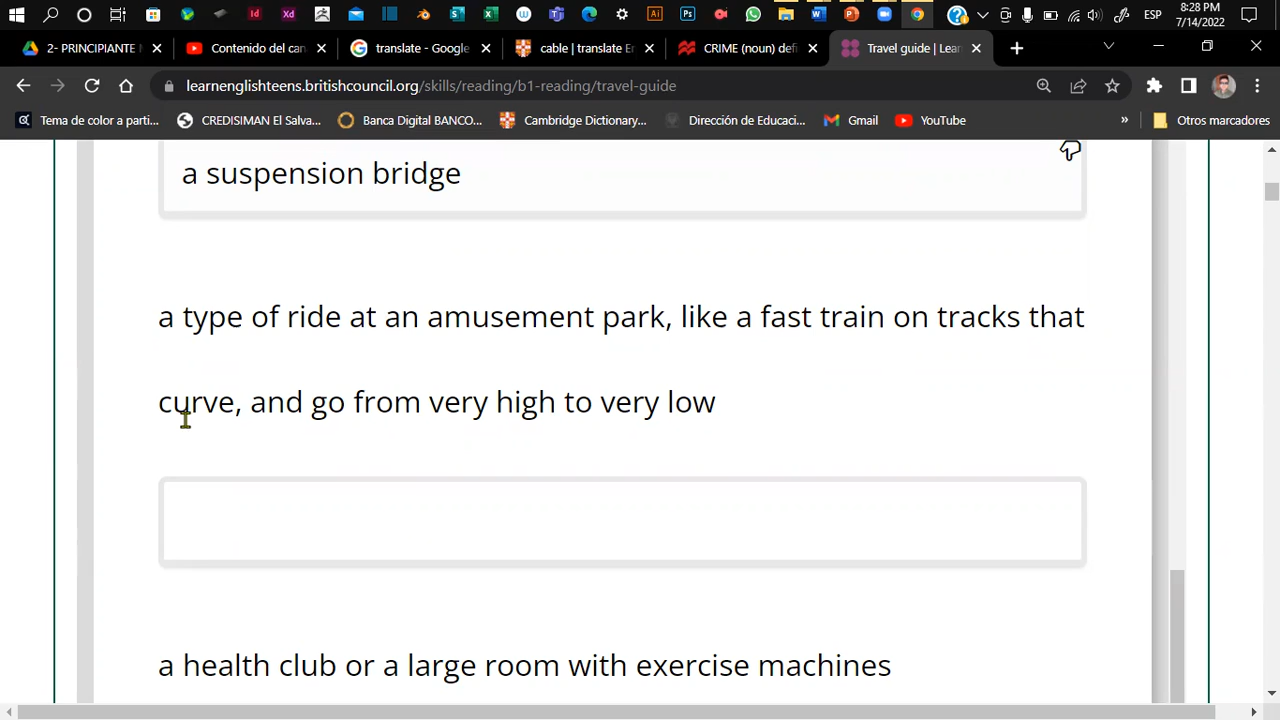 8:28 PM
ESP
7/14/2022
2- PRINCIPIANTE
Contenido del can
translate - Google
cable | translate En
CRIME (noun) defi
Travel guide | Lear
learnenglishteens.britishcouncil.org/skills/reading/b1-reading/travel-guide
Tema de color a parti...
CREDISIMAN El Salva...
Banca Digital BANCO...
Cambridge Dictionary...
Dirección de Educaci...
Gmail
YouTube
»
Otros marcadores
a suspension bridge
a type of ride at an amusement park, like a fast train on tracks that
curve, and go from very high to very low
a health club or a large room with exercise machines